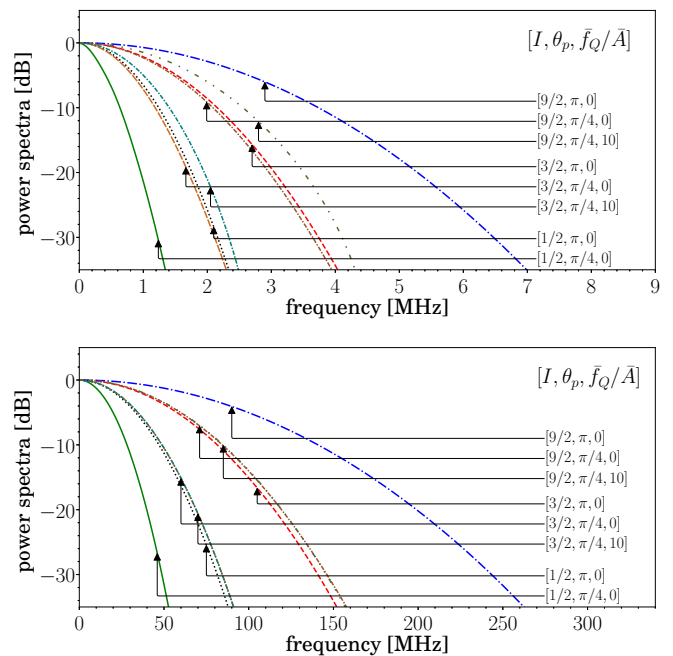 [I, θ_p, f̄_Q/Ā]
0
−10
−20
−30
power spectra [dB]
[9/2, π, 0]
[9/2, π/4, 0]
[9/2, π/4, 10]
[3/2, π, 0]
[3/2, π/4, 0]
[3/2, π/4, 10]
[1/2, π, 0]
[1/2, π/4, 0]
0 1 2 3 4 5 6 7 8 9
frequency [MHz]
[I, θ_p, f̄_Q/Ā]
0
−10
−20
−30
power spectra [dB]
[9/2, π, 0]
[9/2, π/4, 0]
[9/2, π/4, 10]
[3/2, π, 0]
[3/2, π/4, 0]
[3/2, π/4, 10]
[1/2, π, 0]
[1/2, π/4, 0]
0 50 100 150 200 250 300
frequency [MHz]